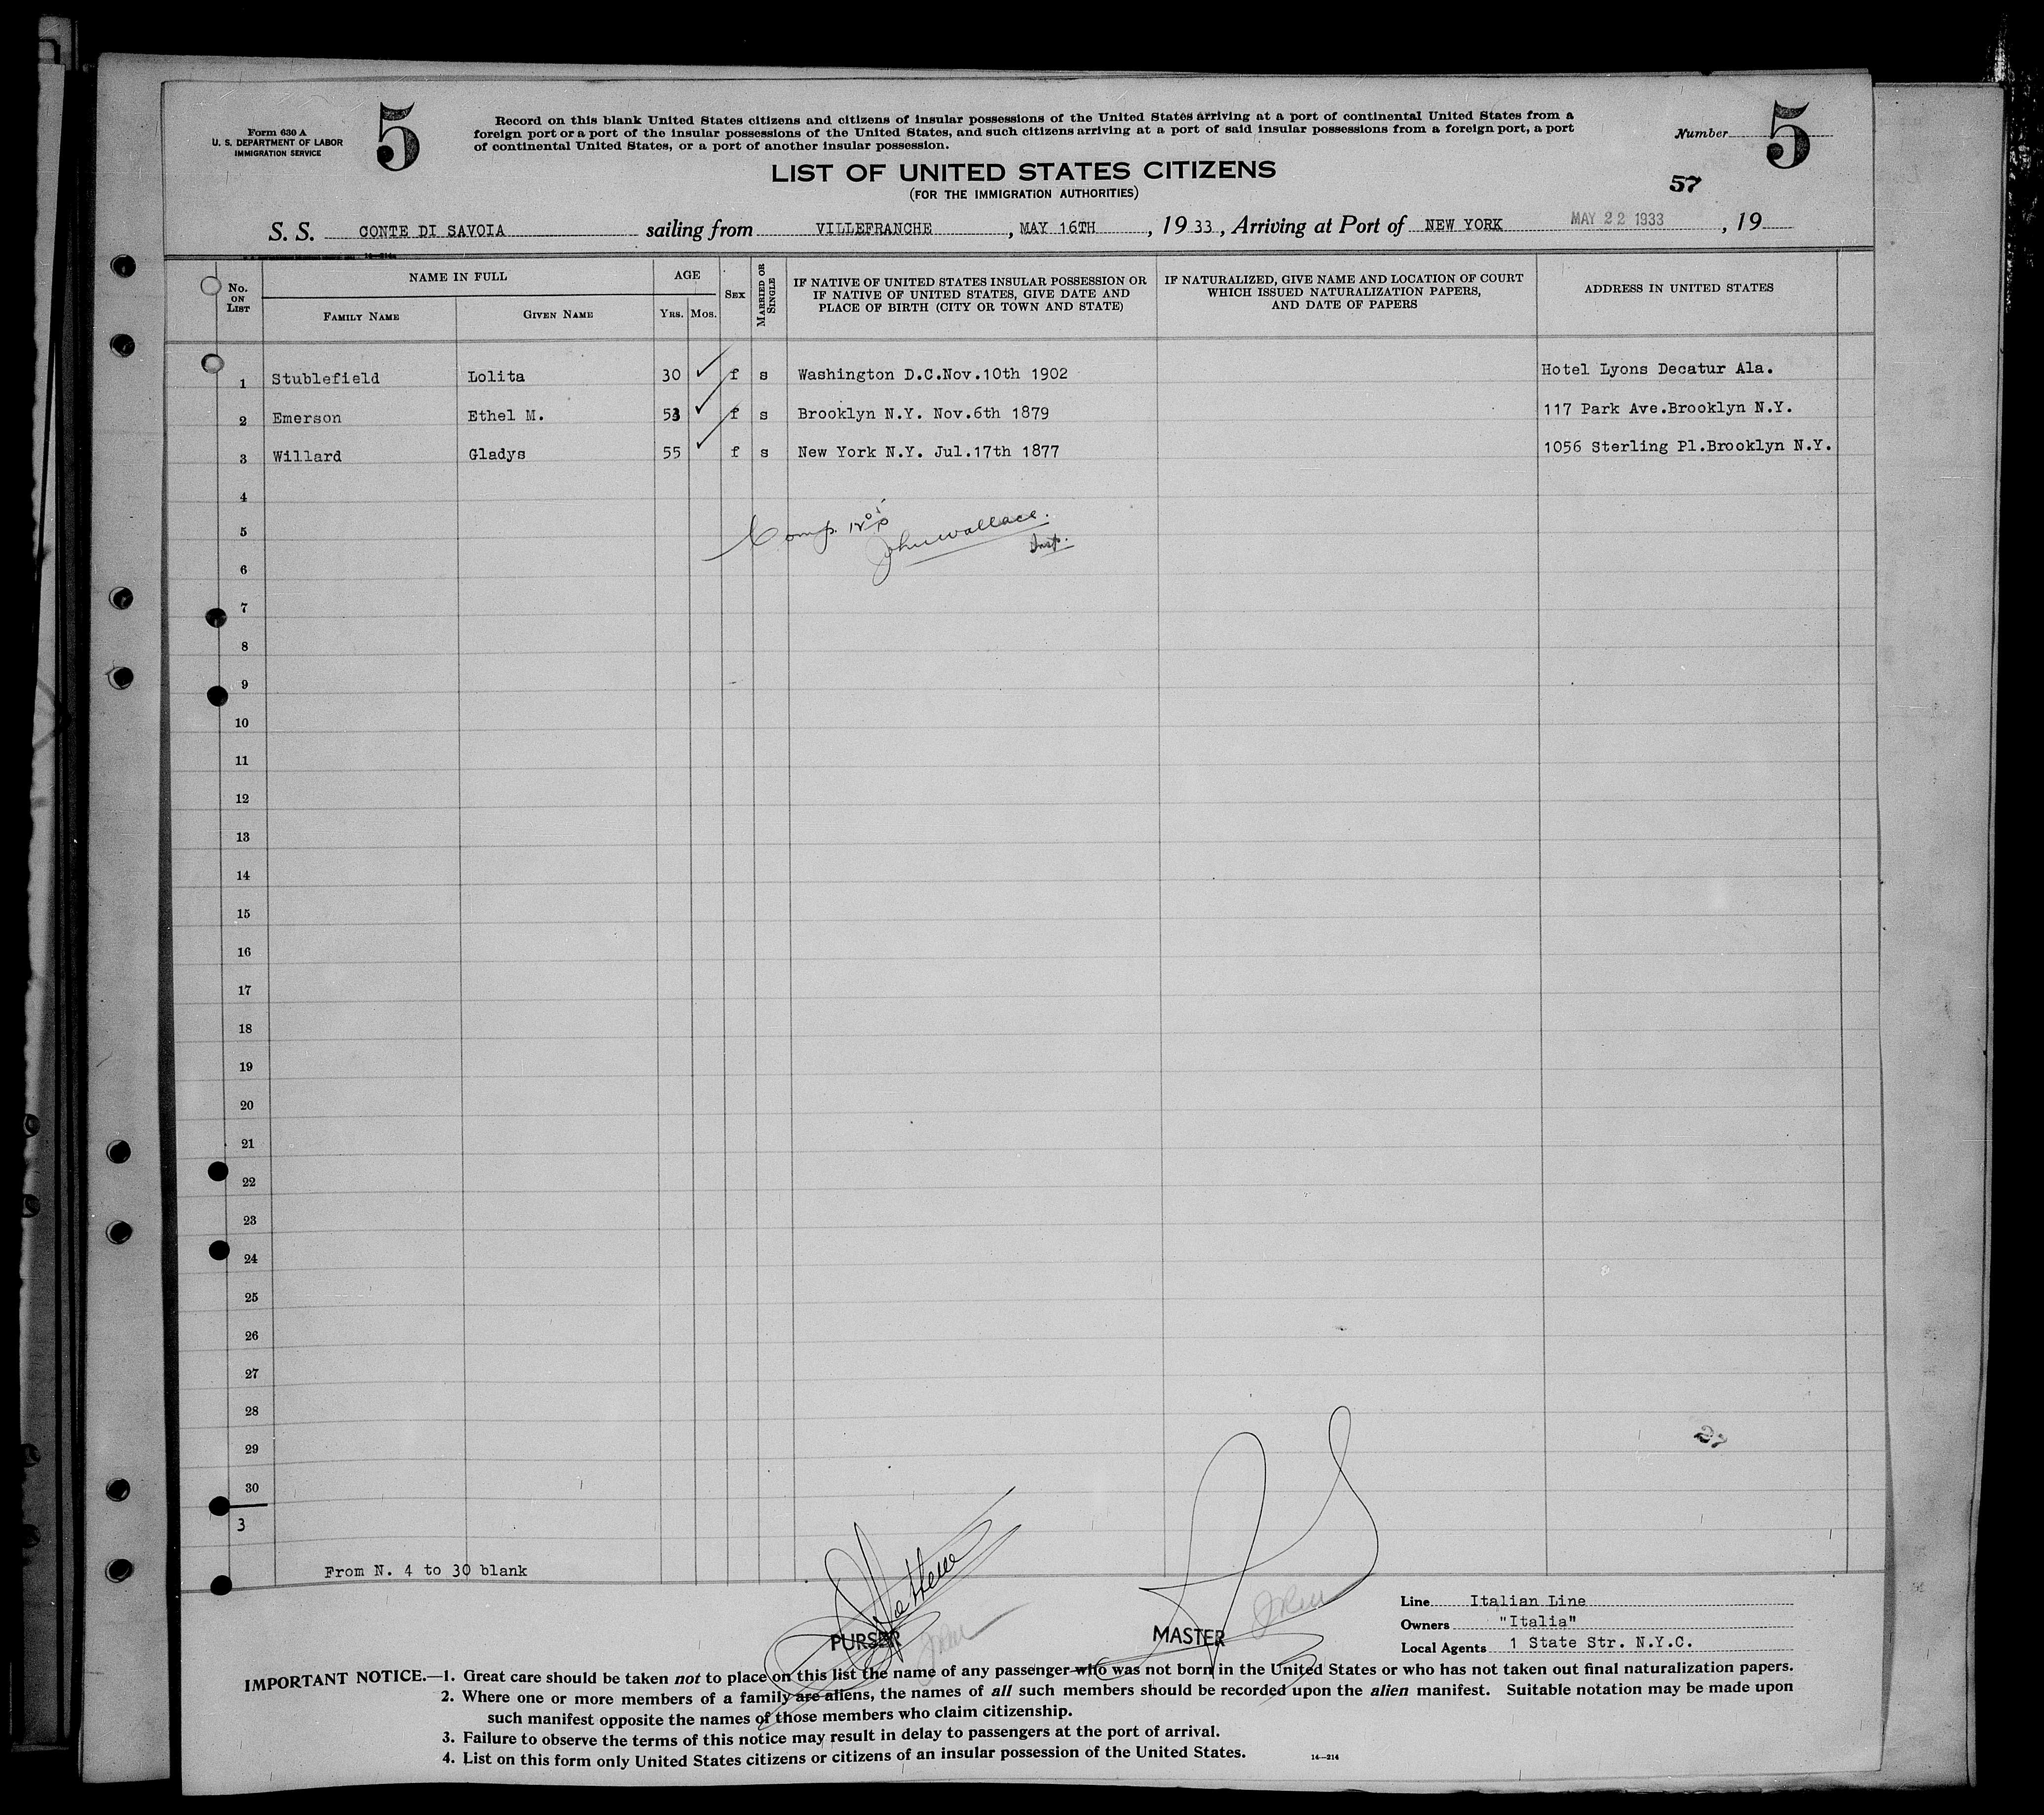 Form 630 A
U. S. DEPARTMENT OF LABOR
IMMIGRATION SERVICE
5
Record on this blank United States citizens and citizens of insular possessions of the United States arriving at a port of continental United States from a
foreign port or a port of the insular possessions of the United States, and such citizens arriving at a port of said insular possessions from a foreign port, a port
of continental United States, or a port of another insular possession.
Number 5
LIST OF UNITED STATES CITIZENS
(FOR THE IMMIGRATION AUTHORITIES)
57
S. S. CONTE DI SAVOIA sailing from VILLEFRANCHE, MAY 16TH, 1933, Arriving at Port of NEW YORK MAY 22 1933, 19
No. ON LIST
NAME IN FULL
FAMILY NAME GIVEN NAME
AGE
YRS. MOS.
SEX
MARRIED OR SINGLE
IF NATIVE OF UNITED STATES INSULAR POSSESSION OR
IF NATIVE OF UNITED STATES, GIVE DATE AND
PLACE OF BIRTH (CITY OR TOWN AND STATE)
IF NATURALIZED, GIVE NAME AND LOCATION OF COURT
WHICH ISSUED NATURALIZATION PAPERS,
AND DATE OF PAPERS
ADDRESS IN UNITED STATES
1 Stublefield Lolita 30 ✓ f s Washington D.C.Nov.10th 1902 Hotel Lyons Decatur Ala.
2 Emerson Ethel M. 53 ✓ f s Brooklyn N.Y. Nov.6th 1879 117 Park Ave.Brooklyn N.Y.
3 Willard Gladys 55 ✓ f s New York N.Y. Jul.17th 1877 1056 Sterling Pl.Brooklyn N.Y.
4
5 Comp.
John Wallace.
Insp.
6
7
8
9
10
11
12
13
14
15
16
17
18
19
20
21
22
23
24
25
26
27
28
29
30
3
From N. 4 to 30 blank
PURSER
MASTER
Line Italian Line
Owners "Italia"
Local Agents 1 State Str. N.Y.C.
IMPORTANT NOTICE.—1. Great care should be taken not to place on this list the name of any passenger who was not born in the United States or who has not taken out final naturalization papers.
2. Where one or more members of a family are aliens, the names of all such members should be recorded upon the alien manifest. Suitable notation may be made upon
such manifest opposite the names of those members who claim citizenship.
3. Failure to observe the terms of this notice may result in delay to passengers at the port of arrival.
4. List on this form only United States citizens or citizens of an insular possession of the United States.
14—214